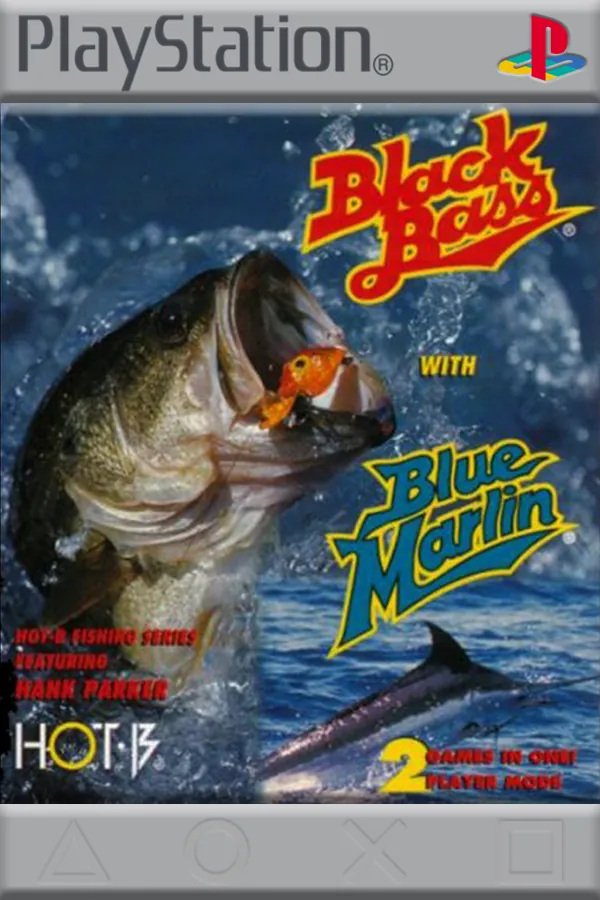 PlayStation®
Black
Bass®
WITH
Blue
Marlin®
HOT-B FISHING SERIES
FEATURING
HANK PARKER
HOT·B®
2 GAMES IN ONE!
PLAYER MODE